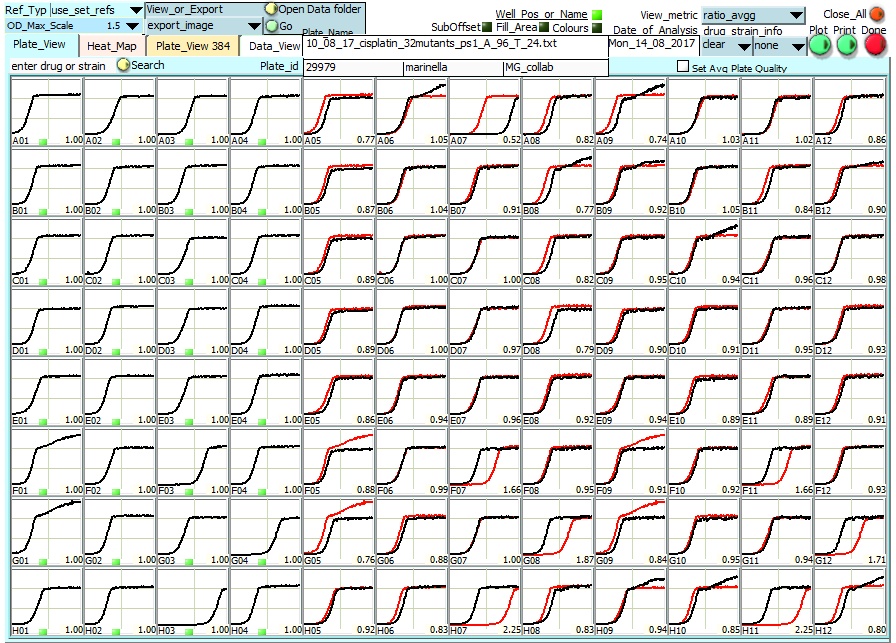 Ref_Typ use_set_refs View_or_Export Open Data folder
OD_Max_Scale 1.5 export_image Go
Plate_Name
SubOffset Well_Pos_or_Name Fill_Area Colours
View_metric ratio_avgg Close_All
Date_of_Analysis drug_strain_info Plot Print Done
Plate_View Heat_Map Plate_View 384 Data_View 10_08_17_cisplatin_32mutants_ps1_A_96_T_24.txt Mon_14_08_2017 clear none
enter drug or strain Search Plate_id 29979 marinella MG_collab Set Avg Plate Quality
A01 1.00 A02 1.00 A03 1.00 A04 1.00 A05 0.77 A06 1.05 A07 0.52 A08 0.82 A09 0.74 A10 1.03 A11 1.02 A12 0.86
B01 1.00 B02 1.00 B03 1.00 B04 1.00 B05 0.87 B06 1.04 B07 0.91 B08 0.77 B09 0.92 B10 1.05 B11 0.84 B12 0.90
C01 1.00 C02 1.00 C03 1.00 C04 1.00 C05 0.89 C06 1.00 C07 1.00 C08 0.82 C09 0.95 C10 0.94 C11 0.96 C12 0.98
D01 1.00 D02 1.00 D03 1.00 D04 1.00 D05 0.89 D06 1.00 D07 0.97 D08 0.79 D09 0.90 D10 0.91 D11 0.95 D12 0.93
E01 1.00 E02 1.00 E03 1.00 E04 1.00 E05 0.86 E06 0.94 E07 0.96 E08 0.92 E09 0.94 E10 0.89 E11 0.89 E12 0.91
F01 1.00 F02 1.00 F03 1.00 F04 1.00 F05 0.88 F06 0.99 F07 1.66 F08 0.95 F09 0.91 F10 0.92 F11 1.66 F12 0.93
G01 1.00 G02 1.00 G03 1.00 G04 1.00 G05 0.76 G06 0.88 G07 1.00 G08 1.87 G09 0.84 G10 0.95 G11 0.94 G12 1.71
H01 1.00 H02 1.00 H03 1.00 H04 1.00 H05 0.92 H06 0.83 H07 2.25 H08 0.83 H09 0.94 H10 0.85 H11 2.25 H12 0.80